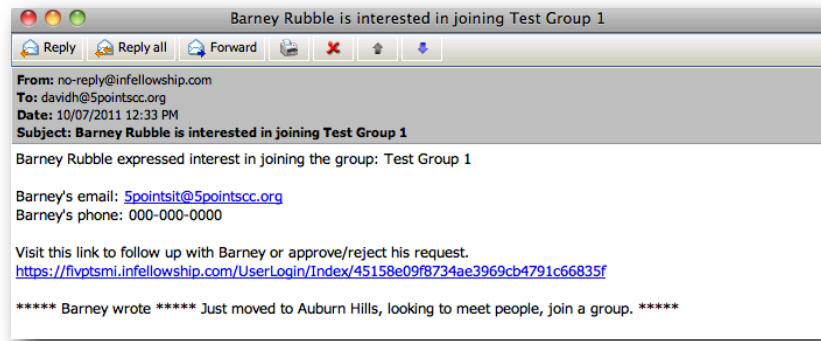 Barney Rubble is interested in joining Test Group 1
Reply Reply all Forward
From: no-reply@infellowship.com
To: davidh@5pointscc.org
Date: 10/07/2011 12:33 PM
Subject: Barney Rubble is interested in joining Test Group 1
Barney Rubble expressed interest in joining the group: Test Group 1
Barney's email: 5pointsit@5pointscc.org
Barney's phone: 000-000-0000
Visit this link to follow up with Barney or approve/reject his request.
https://fivptsmi.infellowship.com/UserLogin/Index/45158e09f8734ae3969cb4791c66835f
***** Barney wrote ***** Just moved to Auburn Hills, looking to meet people, join a group. *****